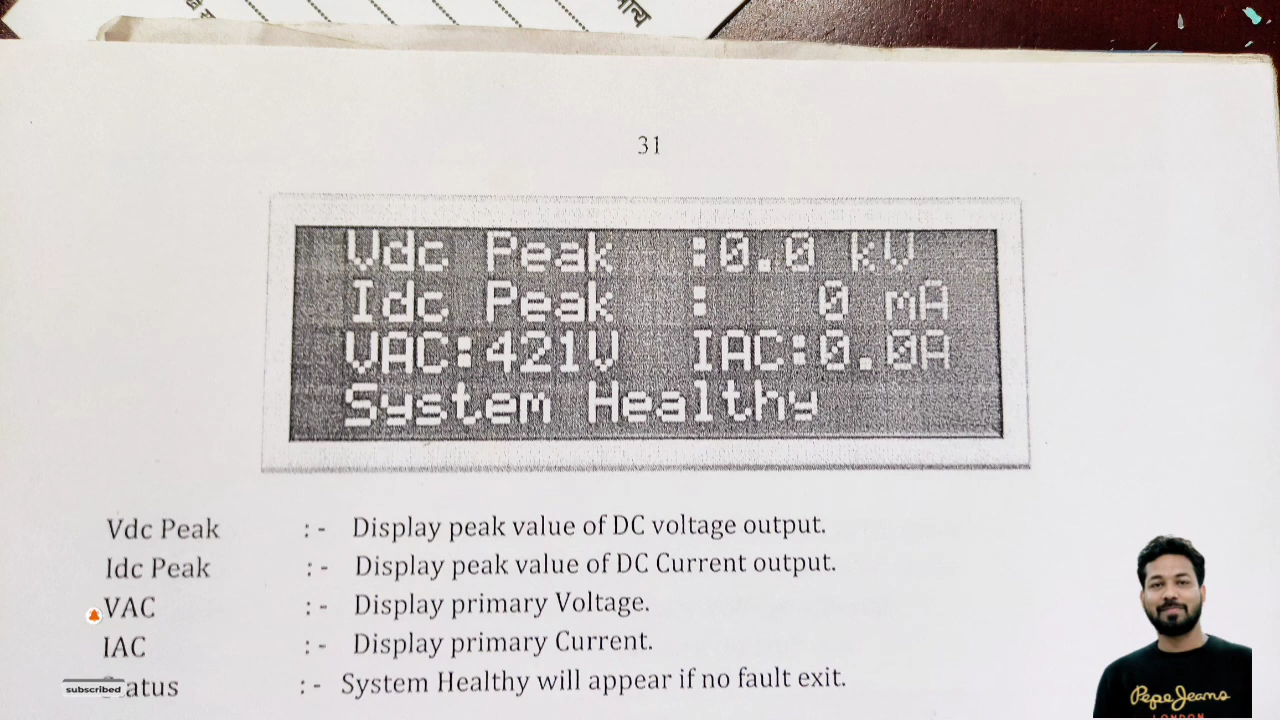 31
Vdc Peak :0.0 kV
Idc Peak : 0 mA
VAC:421V IAC:0.0A
System Healthy
Vdc Peak :- Display peak value of DC voltage output.
Idc Peak :- Display peak value of DC Current output.
VAC :- Display primary Voltage.
IAC :- Display primary Current.
atus :- System Healthy will appear if no fault exit.
subscribed
Pepe Jeans
LONDON